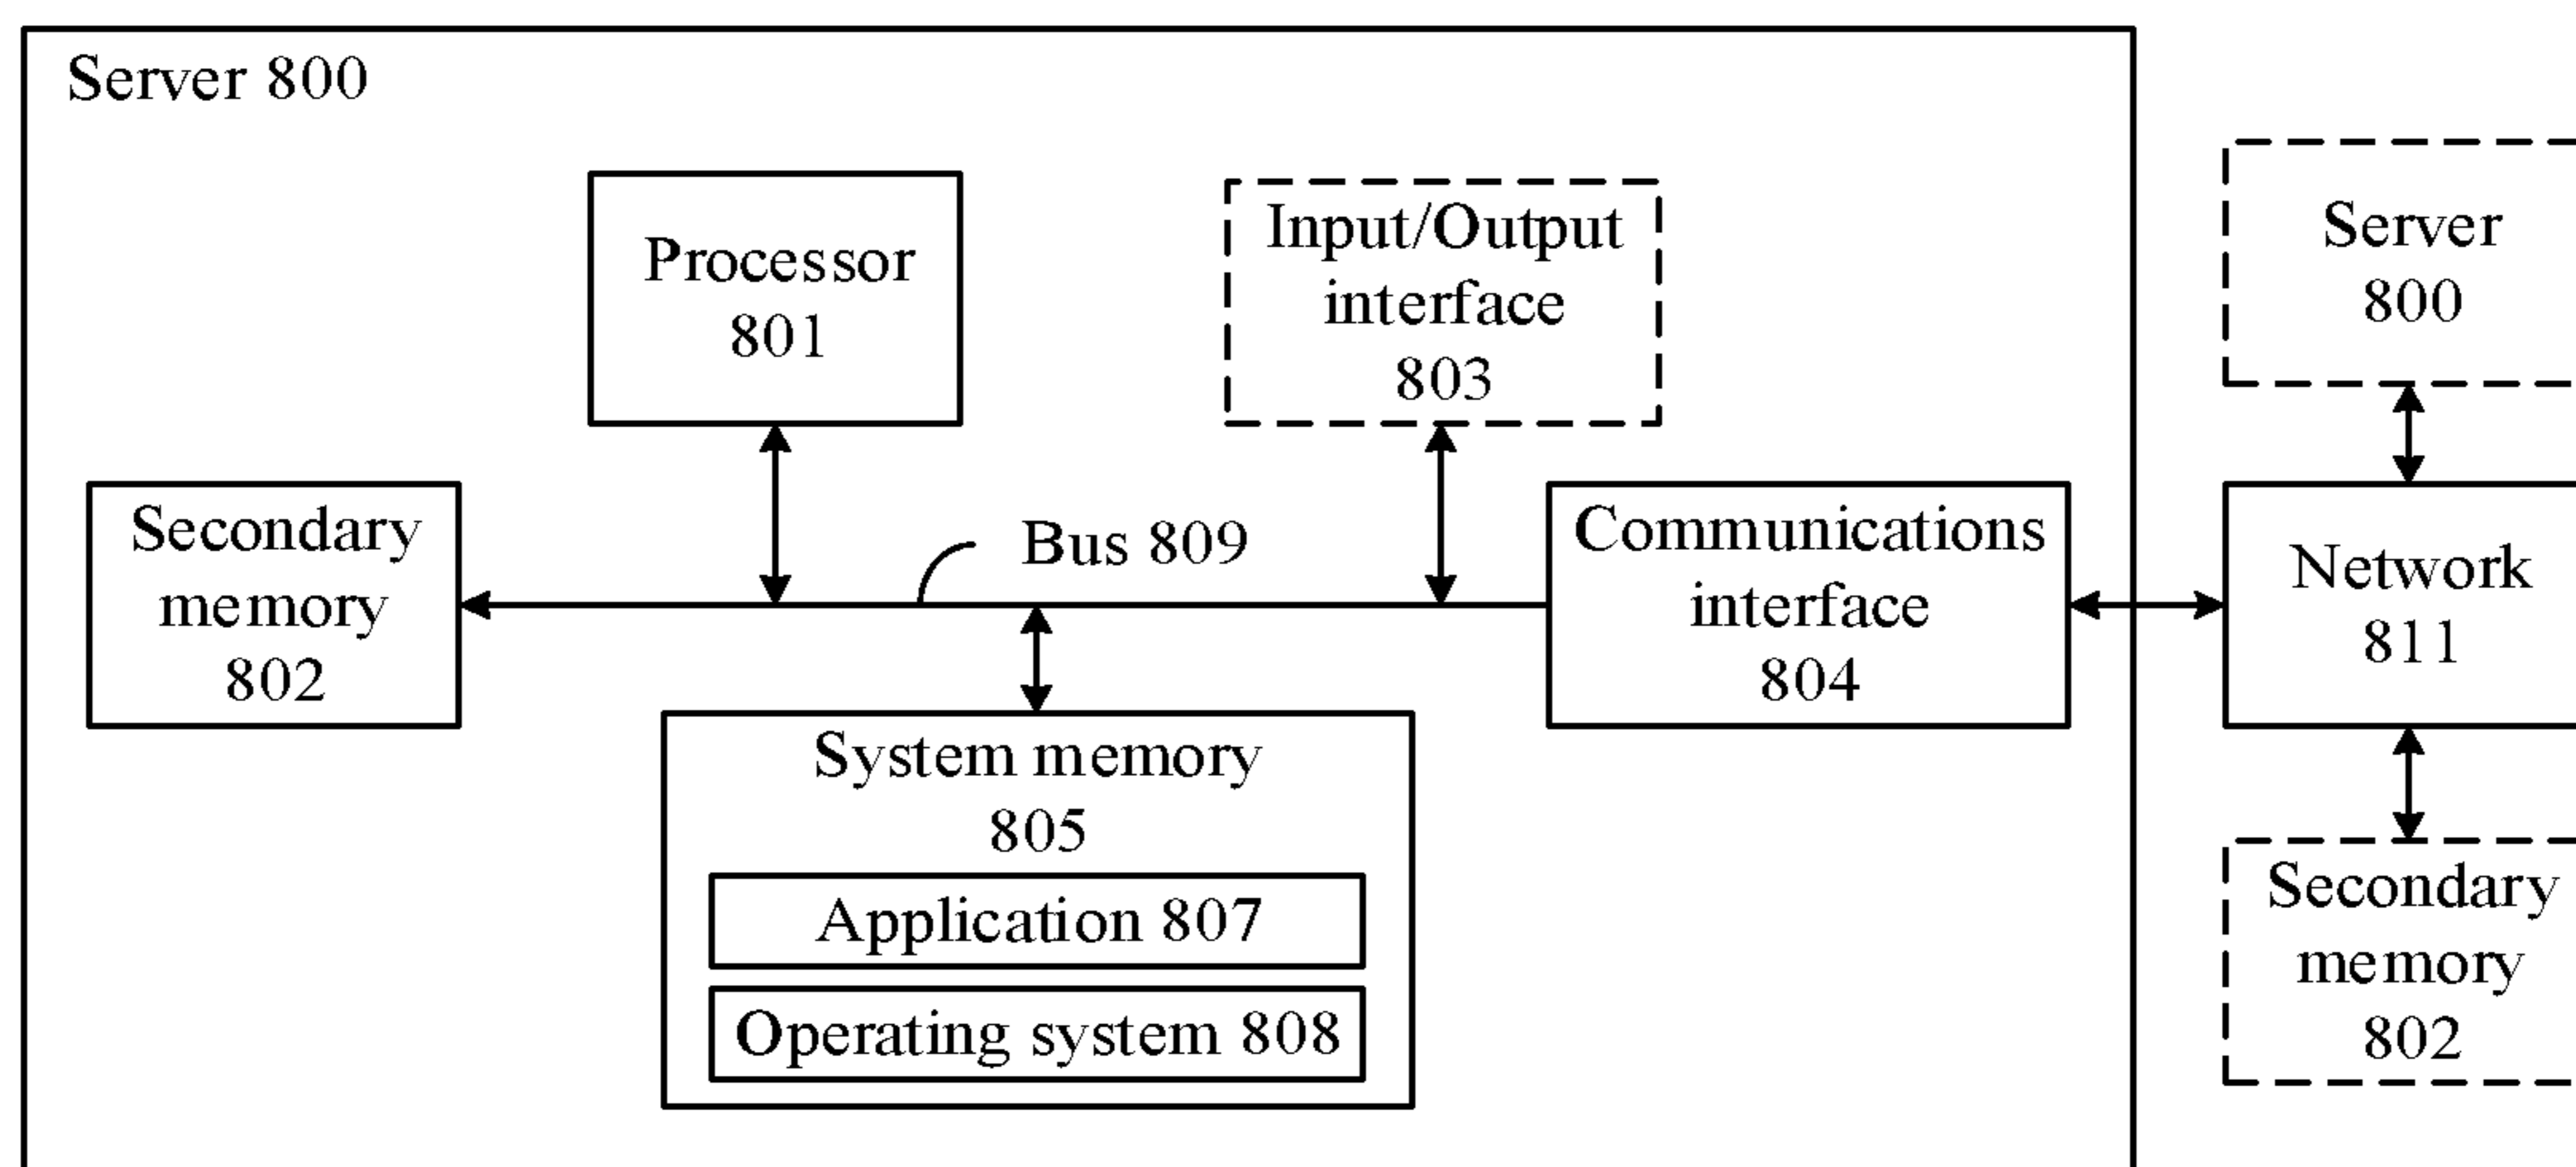 Server 800
Processor
801
Input/Output
interface
803
Server
800
Secondary
memory
802
Bus 809
Communications
interface
804
Network
811
System memory
805
Application 807
Operating system 808
Secondary
memory
802